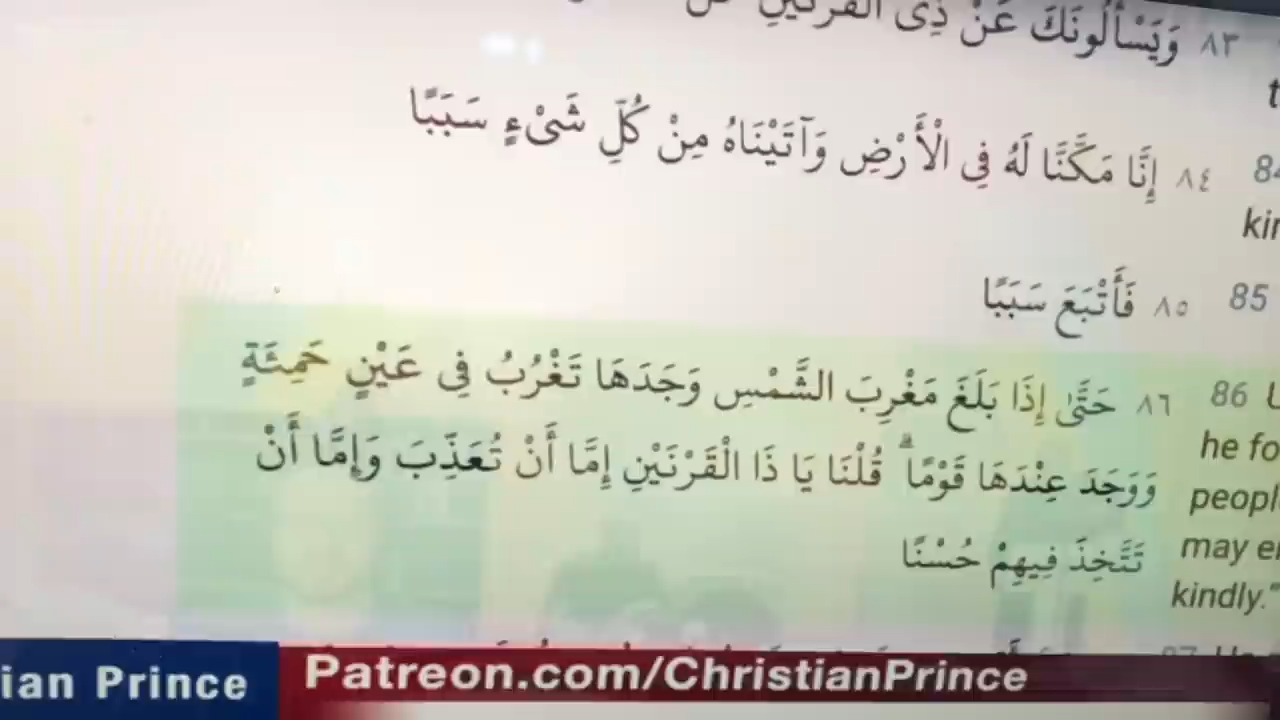 ٨٣ وَيَسْأَلُونَكَ عَنْ ذِي الْقَرْنَيْنِ
٨٤ إِنَّا مَكَّنَّا لَهُ فِي الْأَرْضِ وَآتَيْنَاهُ مِنْ كُلِّ شَيْءٍ سَبَبًا
84
kin
٨٥ فَأَتْبَعَ سَبَبًا
85
٨٦ حَتَّىٰ إِذَا بَلَغَ مَغْرِبَ الشَّمْسِ وَجَدَهَا تَغْرُبُ فِي عَيْنٍ حَمِئَةٍ
86 U
وَوَجَدَ عِنْدَهَا قَوْمًا ۗ قُلْنَا يَا ذَا الْقَرْنَيْنِ إِمَّا أَنْ تُعَذِّبَ وَإِمَّا أَنْ
he fo
peopl
تَتَّخِذَ فِيهِمْ حُسْنًا
may e
kindly."
ian Prince
Patreon.com/ChristianPrince